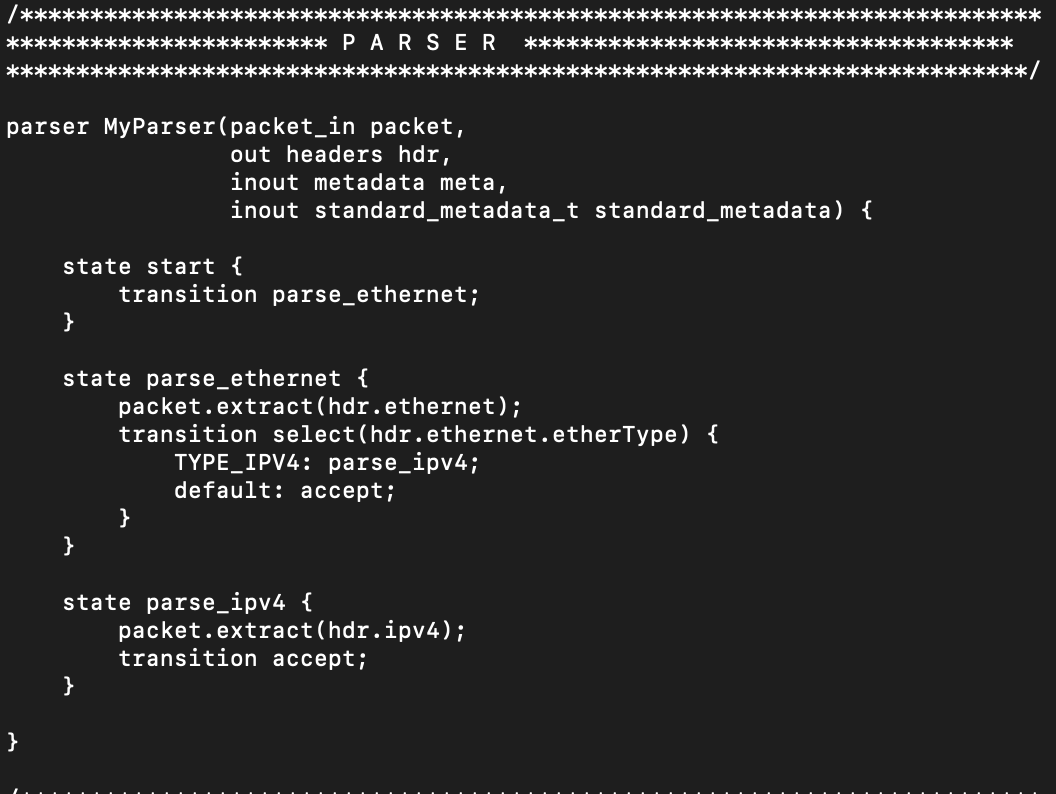 /*************************************************************************
*********************** P A R S E R  ***********************************
*************************************************************************/

parser MyParser(packet_in packet,
                out headers hdr,
                inout metadata meta,
                inout standard_metadata_t standard_metadata) {

    state start {
        transition parse_ethernet;
    }

    state parse_ethernet {
        packet.extract(hdr.ethernet);
        transition select(hdr.ethernet.etherType) {
            TYPE_IPV4: parse_ipv4;
            default: accept;
        }
    }

    state parse_ipv4 {
        packet.extract(hdr.ipv4);
        transition accept;
    }

}